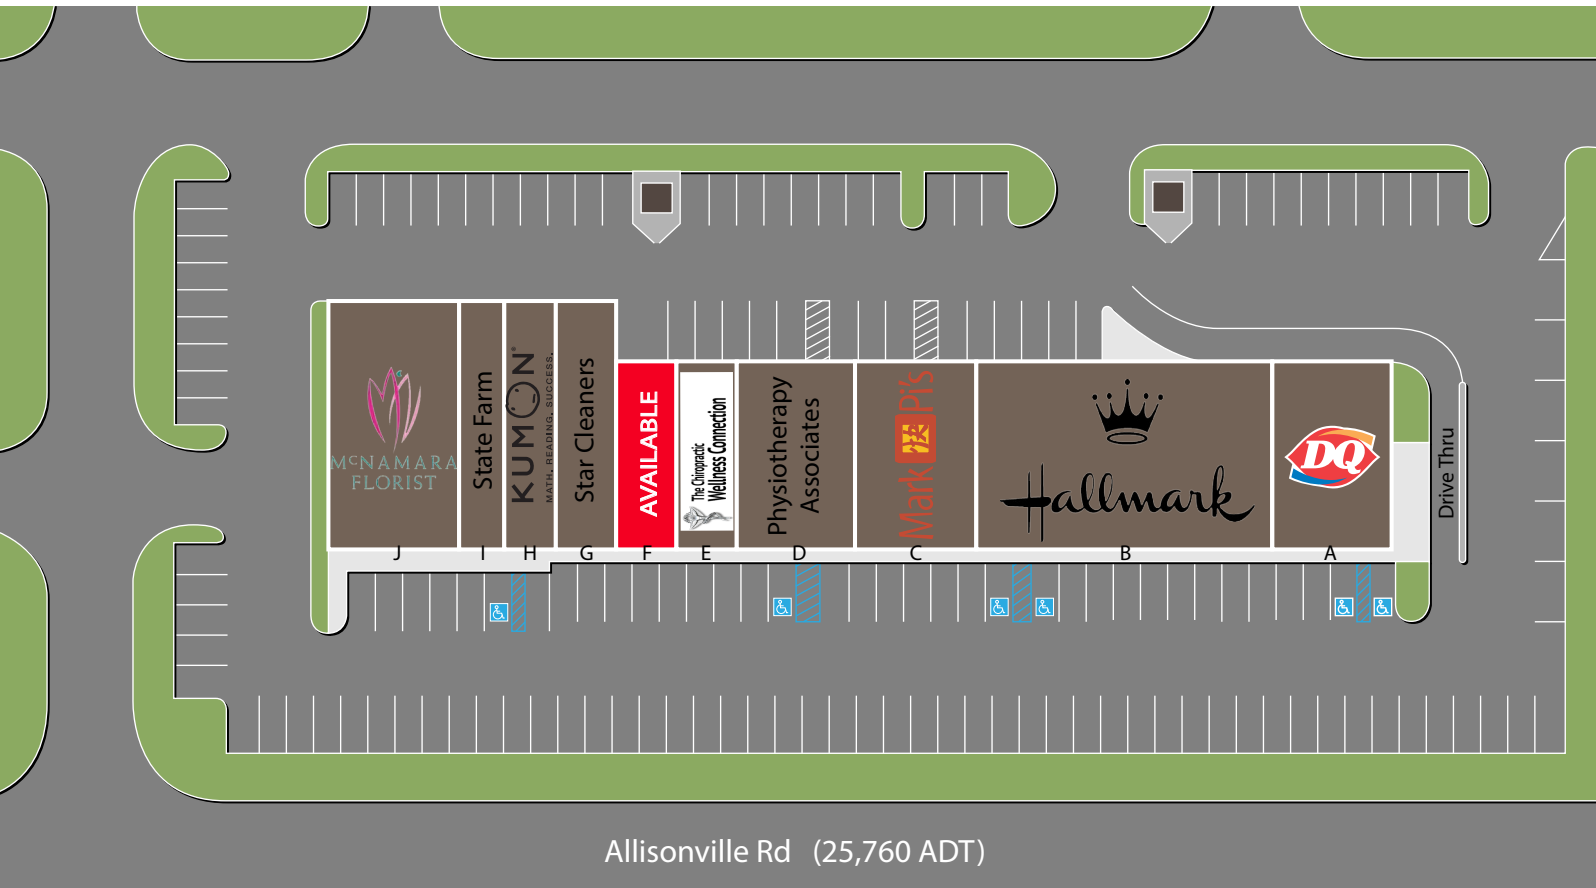 McNAMARA
FLORIST
State Farm
KUMON®
MATH. READING. SUCCESS.
Star Cleaners
AVAILABLE
The Chiropractic
Wellness Connection
Physiotherapy
Associates
Mark Pi's
Hallmark
DQ
Drive Thru
J
I
H
G
F
E
D
C
B
A
Allisonville Rd (25,760 ADT)